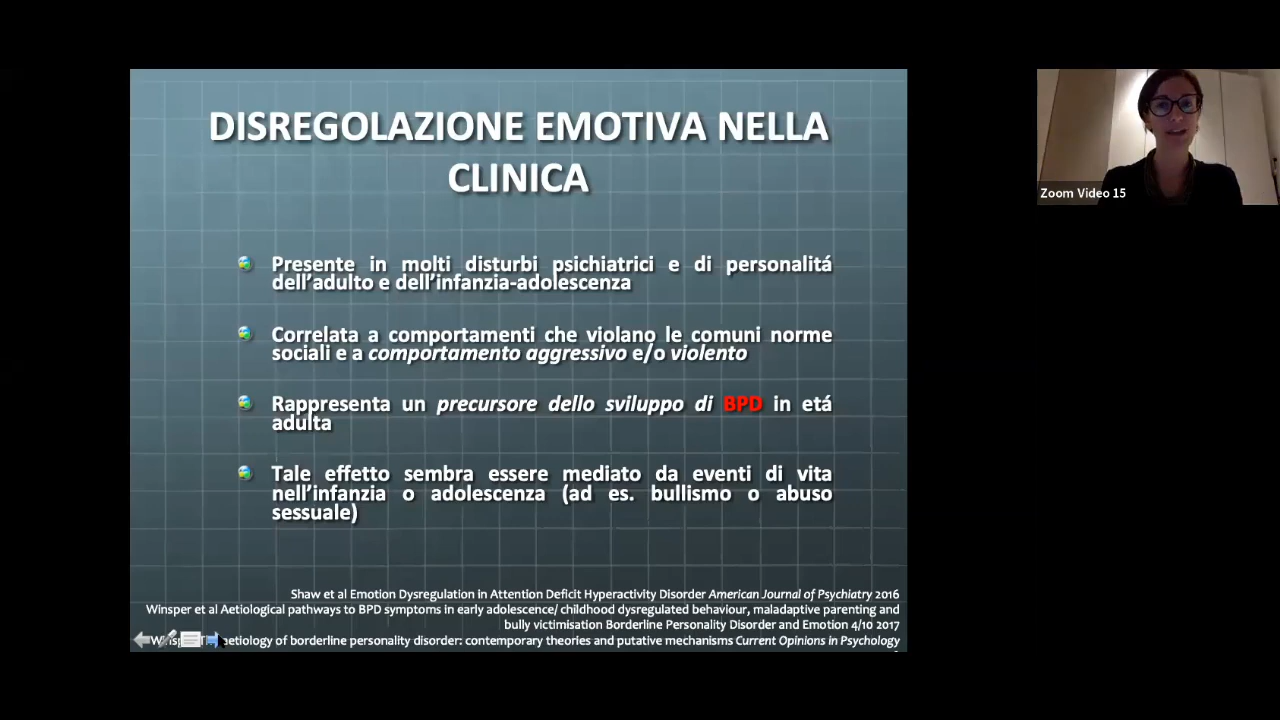 DISREGOLAZIONE EMOTIVA NELLA
CLINICA
Presente in molti disturbi psichiatrici e di personalitá
dell'adulto e dell'infanzia-adolescenza
Correlata a comportamenti che violano le comuni norme
sociali e a comportamento aggressivo e/o violento
Rappresenta un precursore dello sviluppo di BPD in etá
adulta
Tale effetto sembra essere mediato da eventi di vita
nell'infanzia o adolescenza (ad es. bullismo o abuso
sessuale)
Shaw et al Emotion Dysregulation in Attention Deficit Hyperactivity Disorder American Journal of Psychiatry 2016
Winsper et al Aetiological pathways to BPD symptoms in early adolescence/ childhood dysregulated behaviour, maladaptive parenting and
bully victimisation Borderline Personality Disorder and Emotion 4/10 2017
of borderline personality disorder: contemporary theories and putative mechanisms Current Opinions in Psychology
Zoom Video 15